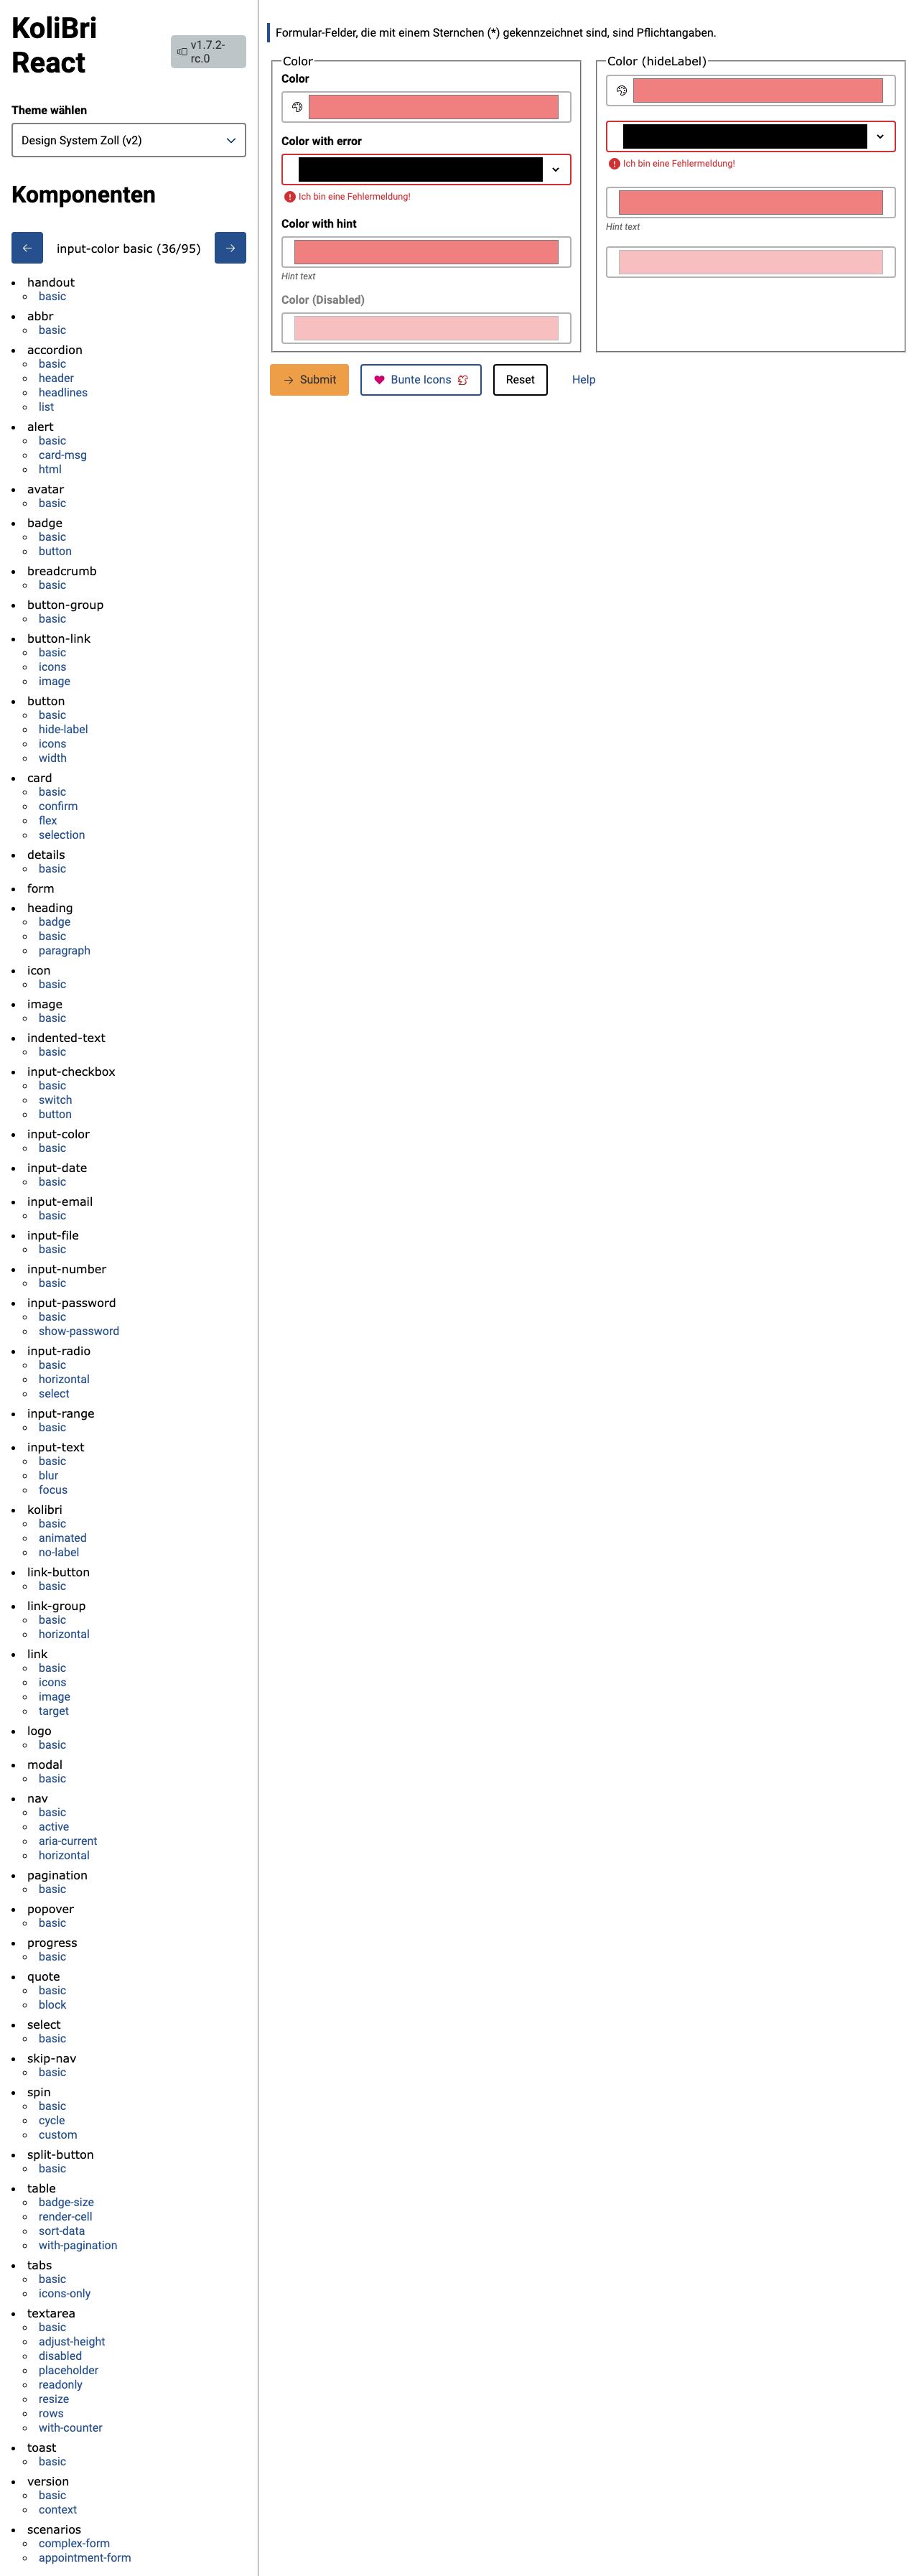 KoliBri
React
v1.7.2-
rc.0
Theme wählen
Design System Zoll (v2)
Komponenten
input-color basic (36/95)
handout
basic
abbr
basic
accordion
basic
header
headlines
list
alert
basic
card-msg
html
avatar
basic
badge
basic
button
breadcrumb
basic
button-group
basic
button-link
basic
icons
image
button
basic
hide-label
icons
width
card
basic
confirm
flex
selection
details
basic
form
heading
badge
basic
paragraph
icon
basic
image
basic
indented-text
basic
input-checkbox
basic
switch
button
input-color
basic
input-date
basic
input-email
basic
input-file
basic
input-number
basic
input-password
basic
show-password
input-radio
basic
horizontal
select
input-range
basic
input-text
basic
blur
focus
kolibri
basic
animated
no-label
link-button
basic
link-group
basic
horizontal
link
basic
icons
image
target
logo
basic
modal
basic
nav
basic
active
aria-current
horizontal
pagination
basic
popover
basic
progress
basic
quote
basic
block
select
basic
skip-nav
basic
spin
basic
cycle
custom
split-button
basic
table
badge-size
render-cell
sort-data
with-pagination
tabs
basic
icons-only
textarea
basic
adjust-height
disabled
placeholder
readonly
resize
rows
with-counter
toast
basic
version
basic
context
scenarios
complex-form
appointment-form
Formular-Felder, die mit einem Sternchen (*) gekennzeichnet sind, sind Pflichtangaben.
Color
Color
Color with error
Ich bin eine Fehlermeldung!
Color with hint
Hint text
Color (Disabled)
Color (hideLabel)
Ich bin eine Fehlermeldung!
Hint text
Submit
Bunte Icons
Reset
Help